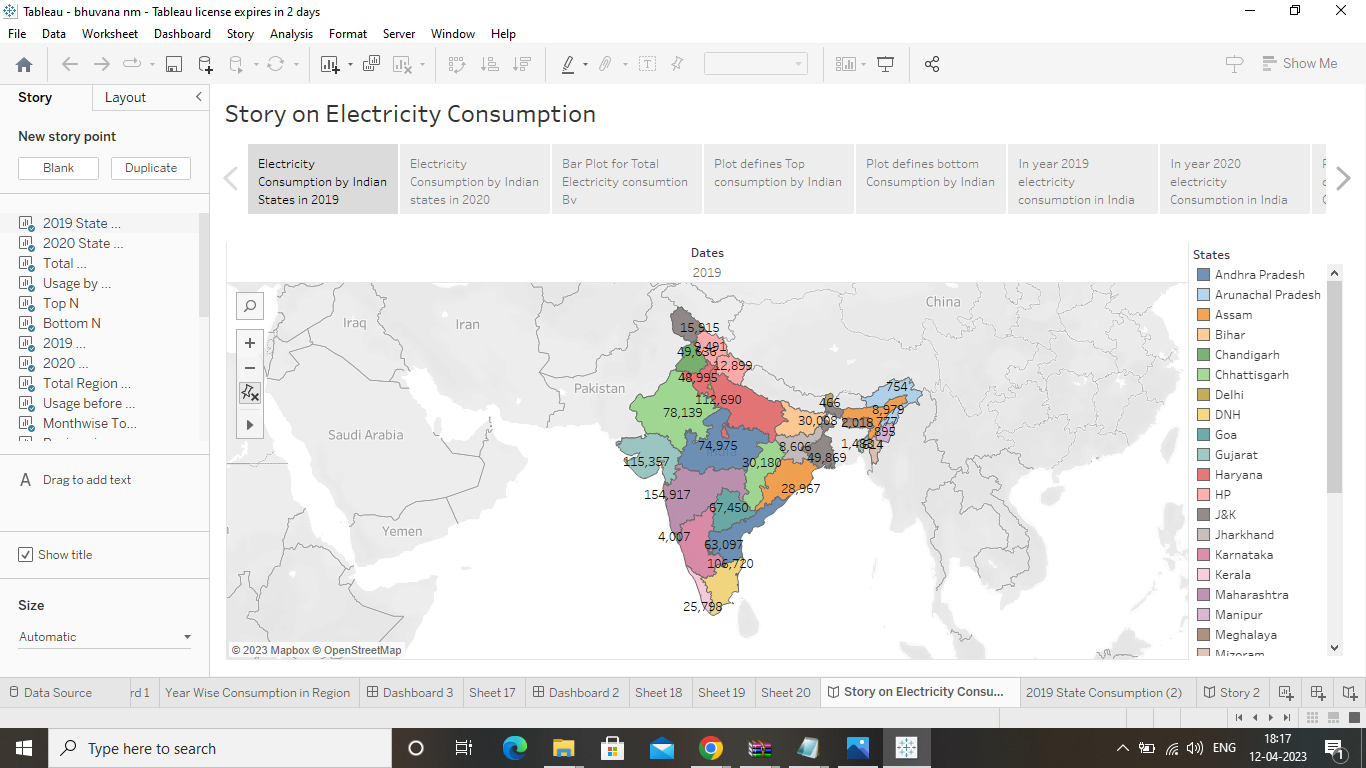 Tableau - bhuvana nm - Tableau license expires in 2 days
File Data Worksheet Dashboard Story Analysis Format Server Window Help
Show Me
Story Layout
New story point
Blank Duplicate
2019 State ...
2020 State ...
Total ...
Usage by ...
Top N
Bottom N
2019 ...
2020 ...
Total Region ...
Usage before ...
Monthwise To...
A Drag to add text
Show title
Size
Automatic
Story on Electricity Consumption
Electricity
Consumption by Indian
States in 2019
Electricity
Consumption by Indian
states in 2020
Bar Plot for Total
Electricity consumtion
By
Plot defines Top
consumption by Indian
Plot defines bottom
Consumption by Indian
In year 2019
electricity
consumption in India
In year 2020
electricity
Consumption in India
Dates
2019
China
Iraq
Iran
Pakistan
Saudi Arabia
Yemen
15,915
9,491
49,636
12,899
48,995
112,690
78,139
466
754
8,979
30,008
2,018
777
895
74,975
8,606
49,869
115,357
30,180
28,967
154,917
67,450
4,007
63,097
106,720
25,798
© 2023 Mapbox © OpenStreetMap
States
Andhra Pradesh
Arunachal Pradesh
Assam
Bihar
Chandigarh
Chhattisgarh
Delhi
DNH
Goa
Gujarat
Haryana
HP
J&K
Jharkhand
Karnataka
Kerala
Maharashtra
Manipur
Meghalaya
Mizoram
Data Source rd 1 Year Wise Consumption in Region Dashboard 3 Sheet 17 Dashboard 2 Sheet 18 Sheet 19 Sheet 20 Story on Electricity Consu... 2019 State Consumption (2) Story 2
Type here to search
ENG
18:17
12-04-2023
1